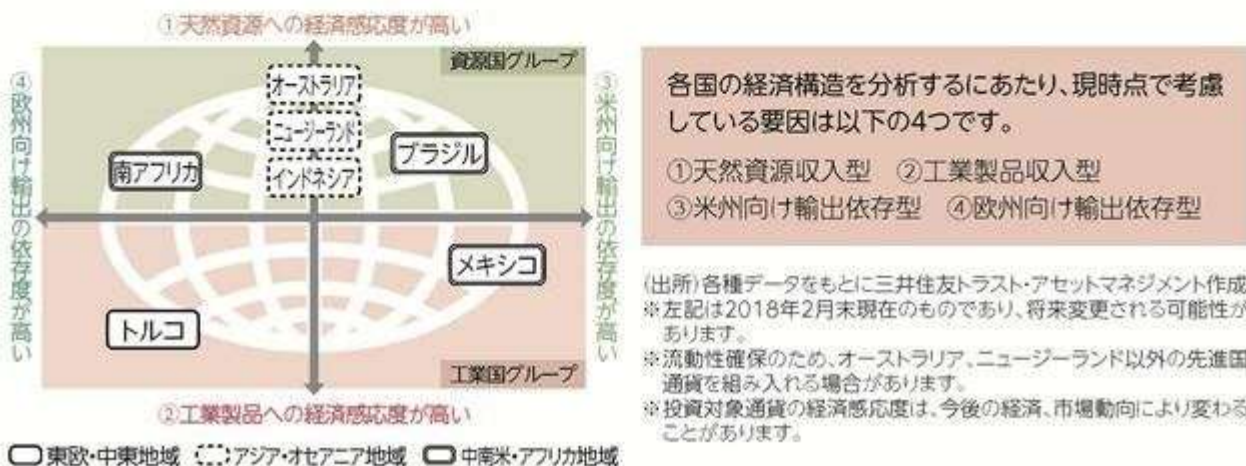 ①天然資源への経済感応度が高い
資源国グループ
オーストラリア
ニュージーランド
インドネシア
ブラジル
南アフリカ
④欧州向け輸出の依存度が高い
③米州向け輸出の依存度が高い
メキシコ
トルコ
工業国グループ
②工業製品への経済感応度が高い
東欧・中東地域 アジア・オセアニア地域 中南米・アフリカ地域
各国の経済構造を分析するにあたり、現時点で考慮
している要因は以下の4つです。
①天然資源収入型 ②工業製品収入型
③米州向け輸出依存型 ④欧州向け輸出依存型
(出所)各種データをもとに三井住友トラスト・アセットマネジメント作成
※左記は2018年2月末現在のものであり、将来変更される可能性が
あります。
※流動性確保のため、オーストラリア、ニュージーランド以外の先進国
通貨を組み入れる場合があります。
※投資対象通貨の経済感応度は、今後の経済、市場動向により変わる
ことがあります。